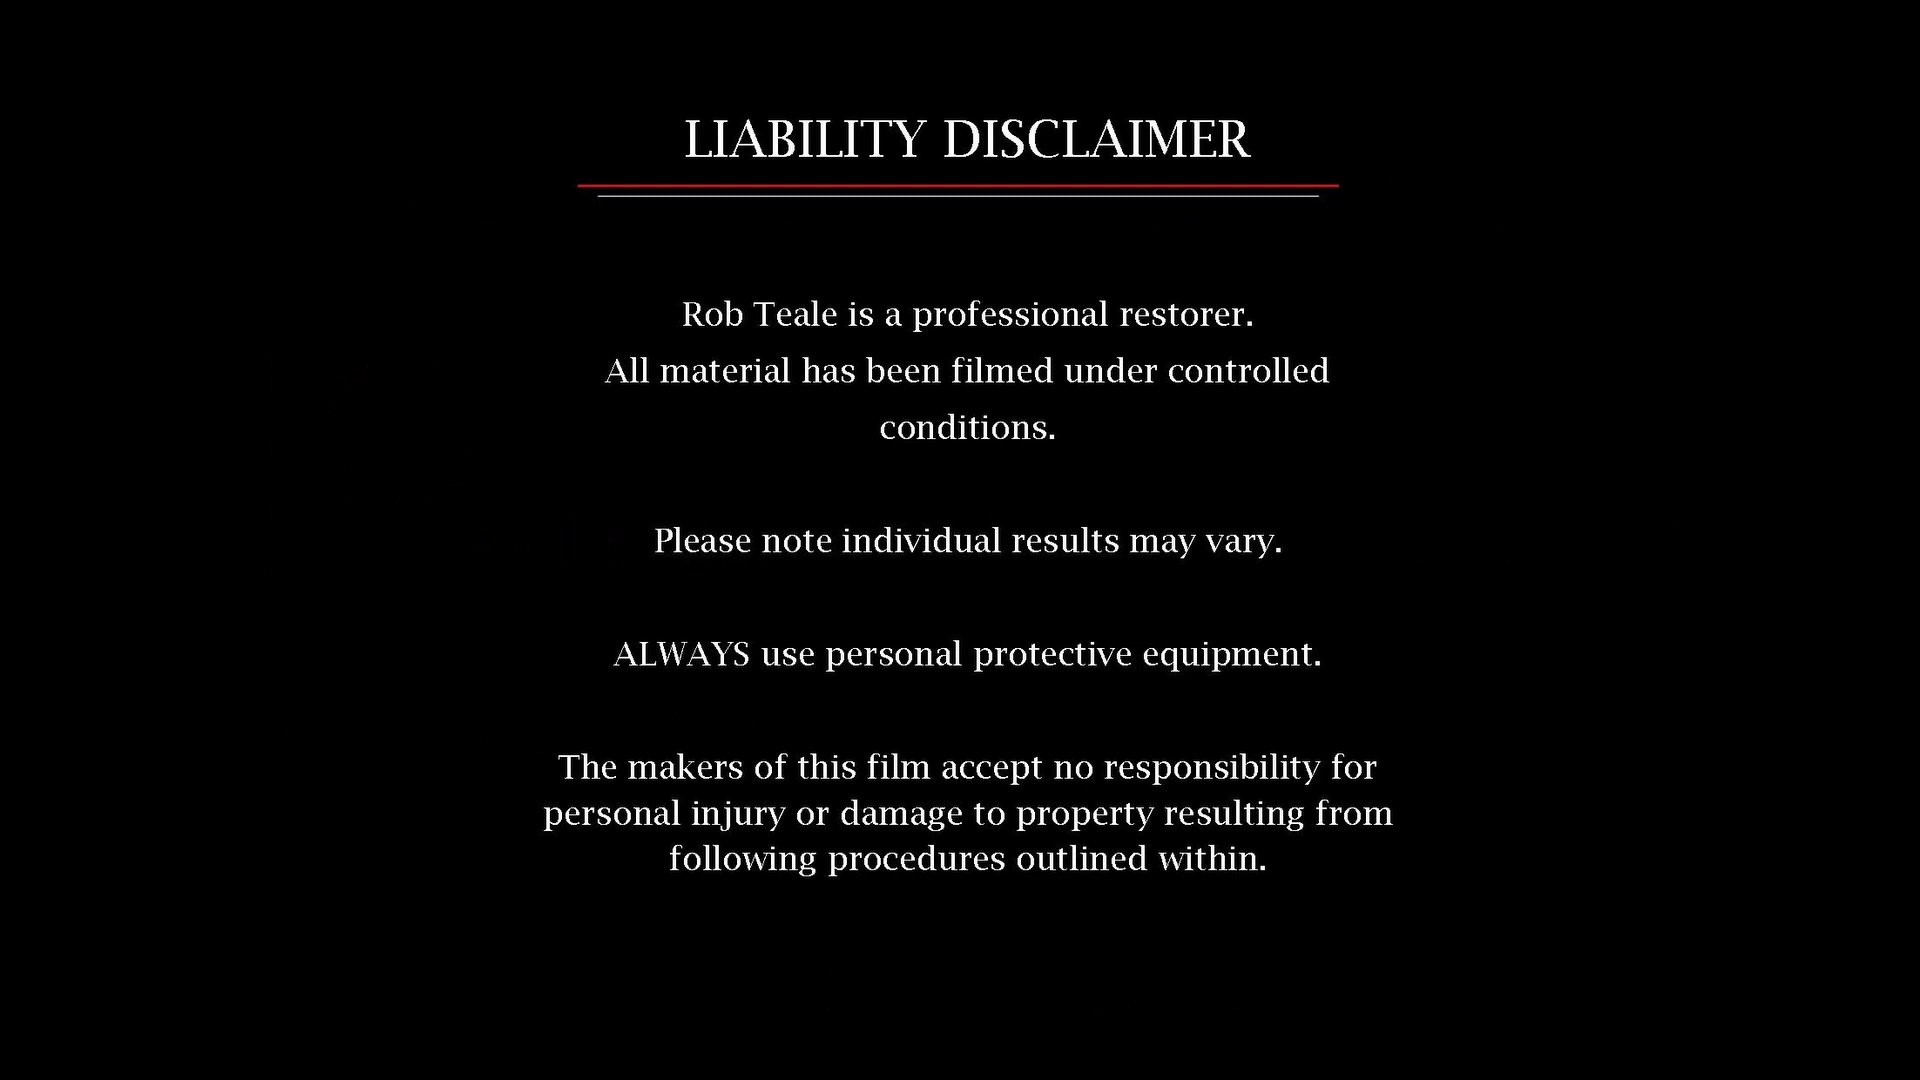 LIABILITY DISCLAIMER
Rob Teale is a professional restorer.
All material has been filmed under controlled
conditions.
Please note individual results may vary.
ALWAYS use personal protective equipment.
The makers of this film accept no responsibility for
personal injury or damage to property resulting from
following procedures outlined within.